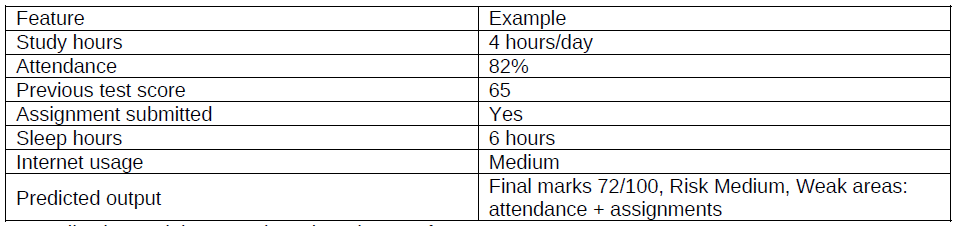 Feature Example
Study hours 4 hours/day
Attendance 82%
Previous test score 65
Assignment submitted Yes
Sleep hours 6 hours
Internet usage Medium
Predicted output Final marks 72/100, Risk Medium, Weak areas:
attendance + assignments